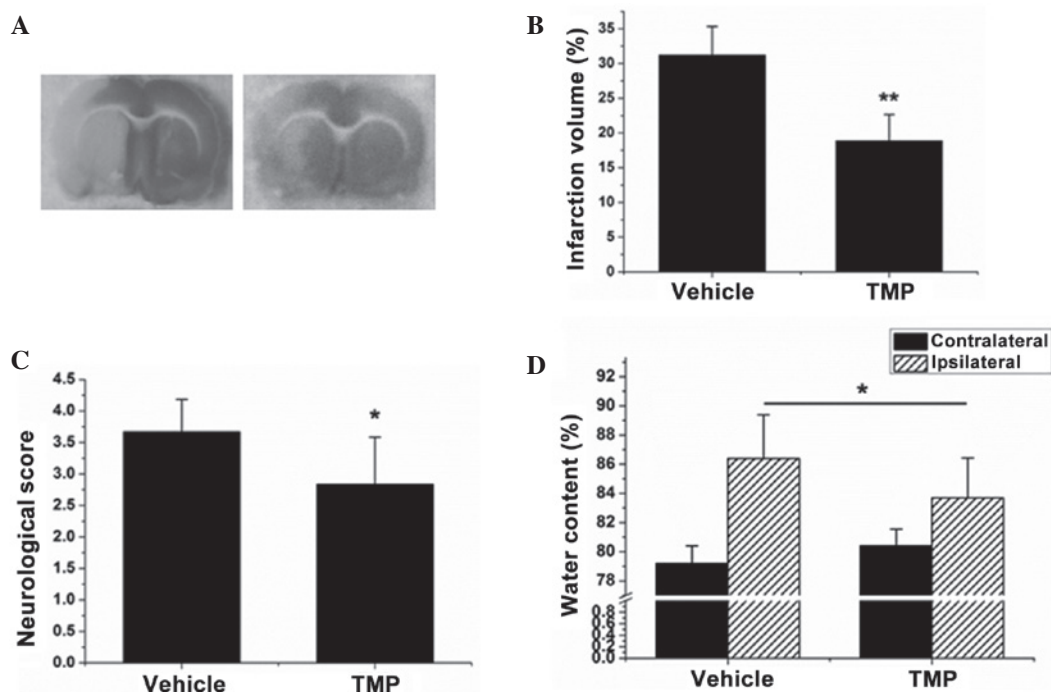 A
B
Infarction volume (%)
35
30
25
20
15
10
5
0
**
Vehicle
TMP
C
Neurological score
4.5
4.0
3.5
3.0
2.5
2.0
1.5
1.0
0.5
0.0
*
Vehicle
TMP
D
Contralateral
Ipsilateral
Water content (%)
92
90
88
86
84
82
80
78
0.8
0.6
0.4
0.2
0.0
*
Vehicle
TMP